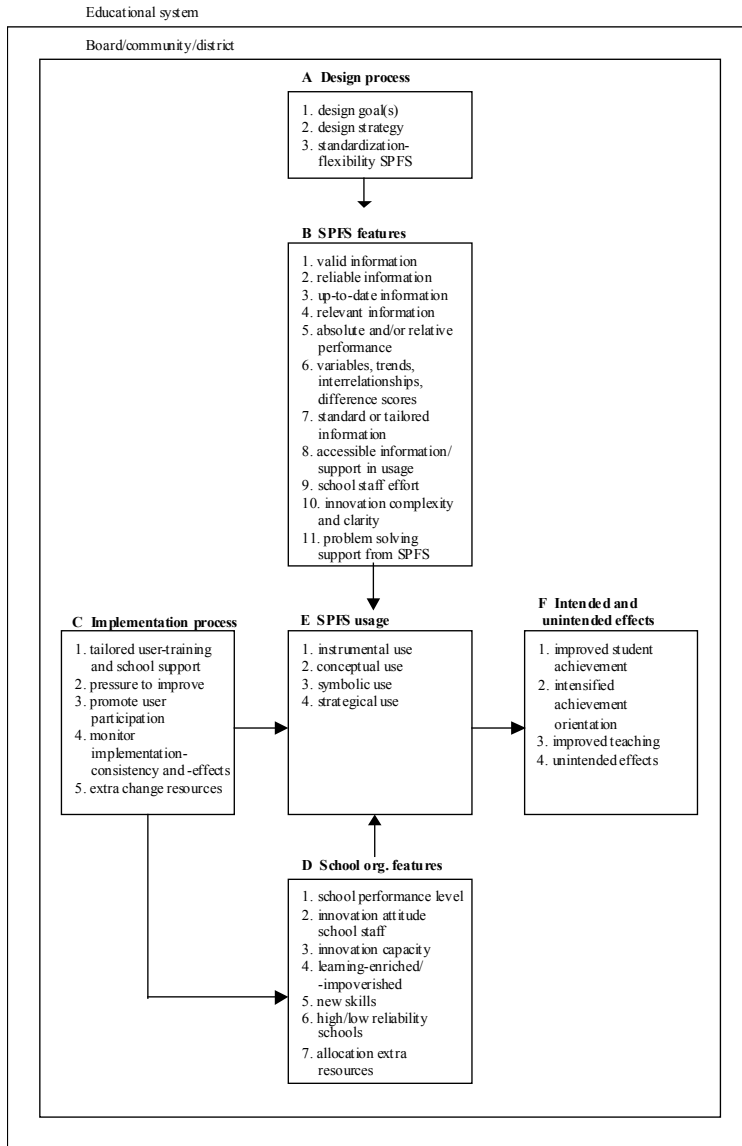 Educational system
Board/community/district
A Design process
1. design goal(s)
2. design strategy
3. standardization-
flexibility SPFS
B SPFS features
1. valid information
2. reliable information
3. up-to-date information
4. relevant information
5. absolute and/or relative
performance
6. variables, trends,
interrelationships,
difference scores
7. standard or tailored
information
8. accessible information/
support in usage
9. school staff effort
10. innovation complexity
and clarity
11. problem solving
support from SPFS
C Implementation process
1. tailored user-training
and school support
2. pressure to improve
3. promote user
participation
4. monitor
implementation-
consistency and -effects
5. extra change resources
E SPFS usage
1. instrumental use
2. conceptual use
3. symbolic use
4. strategical use
F Intended and
unintended effects
1. improved student
achievement
2. intensified
achievement
orientation
3. improved teaching
4. unintended effects
D School org. features
1. school performance level
2. innovation attitude
school staff
3. innovation capacity
4. learning-enriched/
-impoverished
5. new skills
6. high/low reliability
schools
7. allocation extra
resources